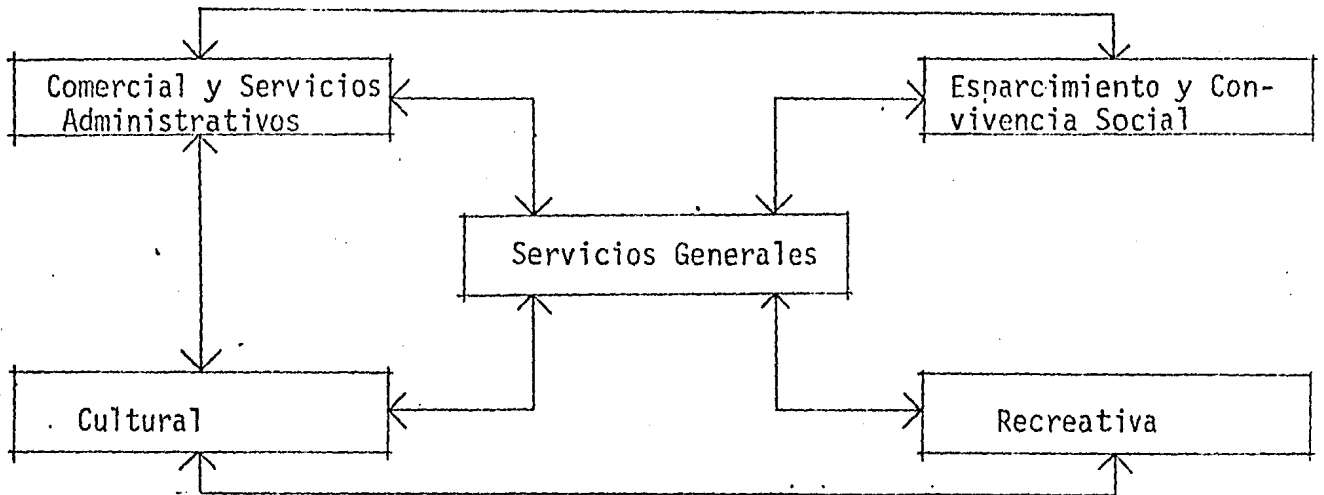 Comercial y Servicios
Administrativos
Esparcimiento y Con-
vivencia Social
Servicios Generales
Cultural
Recreativa